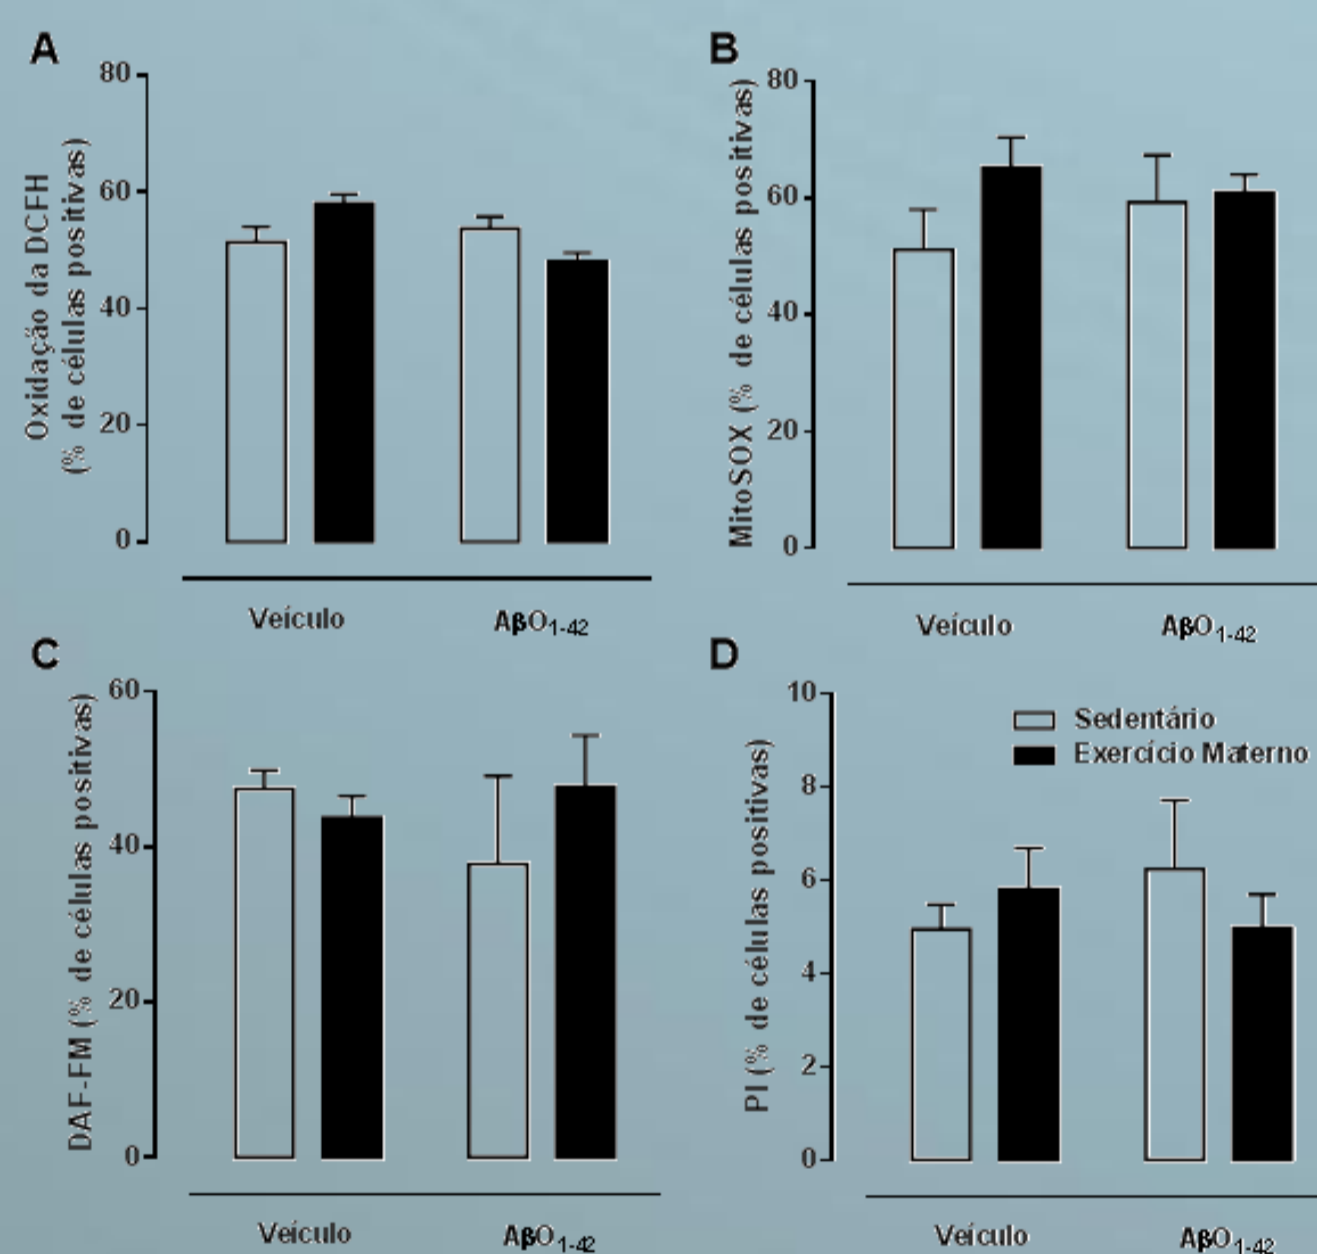 A
80
60
40
20
0
Oxidação da DCFH
(% de células positivas)
Veículo
AβO1-42
B
80
60
40
20
0
MitoSOX (% de células positivas)
Veículo
AβO1-42
C
60
40
20
0
DAF-FM (% de células positivas)
Veículo
AβO1-42
D
10
8
6
4
2
0
PI (% de células positivas)
Sedentário
Exercício Materno
Veículo
AβO1-42